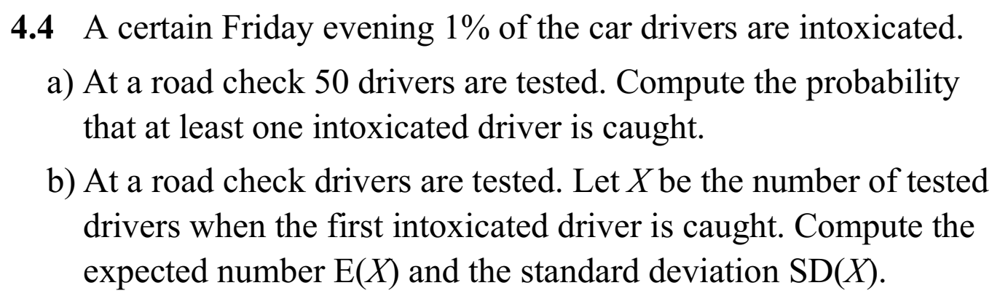 4.4 A certain Friday evening 1% of the car drivers are intoxicated.
a) At a road check 50 drivers are tested. Compute the probability
that at least one intoxicated driver is caught.
b) At a road check drivers are tested. Let X be the number of tested
drivers when the first intoxicated driver is caught. Compute the
expected number E(X) and the standard deviation SD(X).